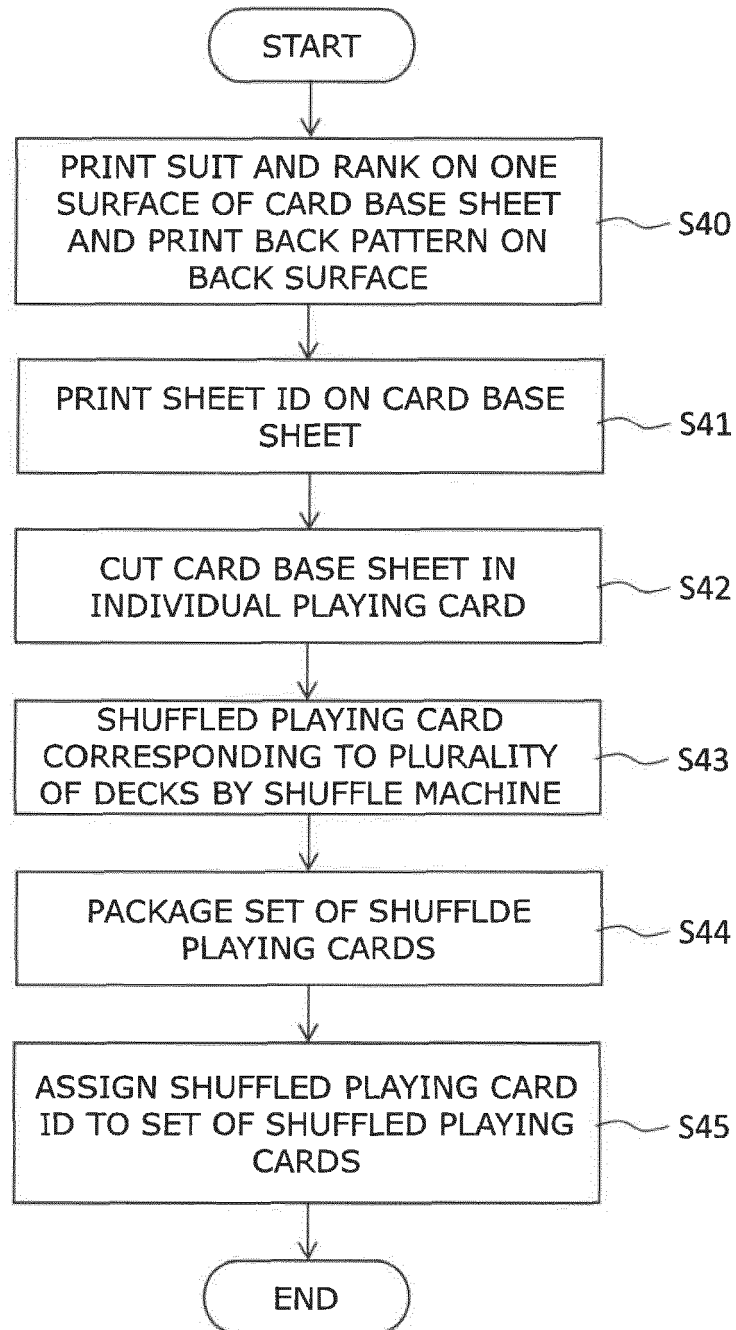 START
PRINT SUIT AND RANK ON ONE
SURFACE OF CARD BASE SHEET
AND PRINT BACK PATTERN ON
BACK SURFACE
S40
PRINT SHEET ID ON CARD BASE
SHEET
S41
CUT CARD BASE SHEET IN
INDIVIDUAL PLAYING CARD
S42
SHUFFLED PLAYING CARD
CORRESPONDING TO PLURALITY
OF DECKS BY SHUFFLE MACHINE
S43
PACKAGE SET OF SHUFFLDE
PLAYING CARDS
S44
ASSIGN SHUFFLED PLAYING CARD
ID TO SET OF SHUFFLED PLAYING
CARDS
S45
END